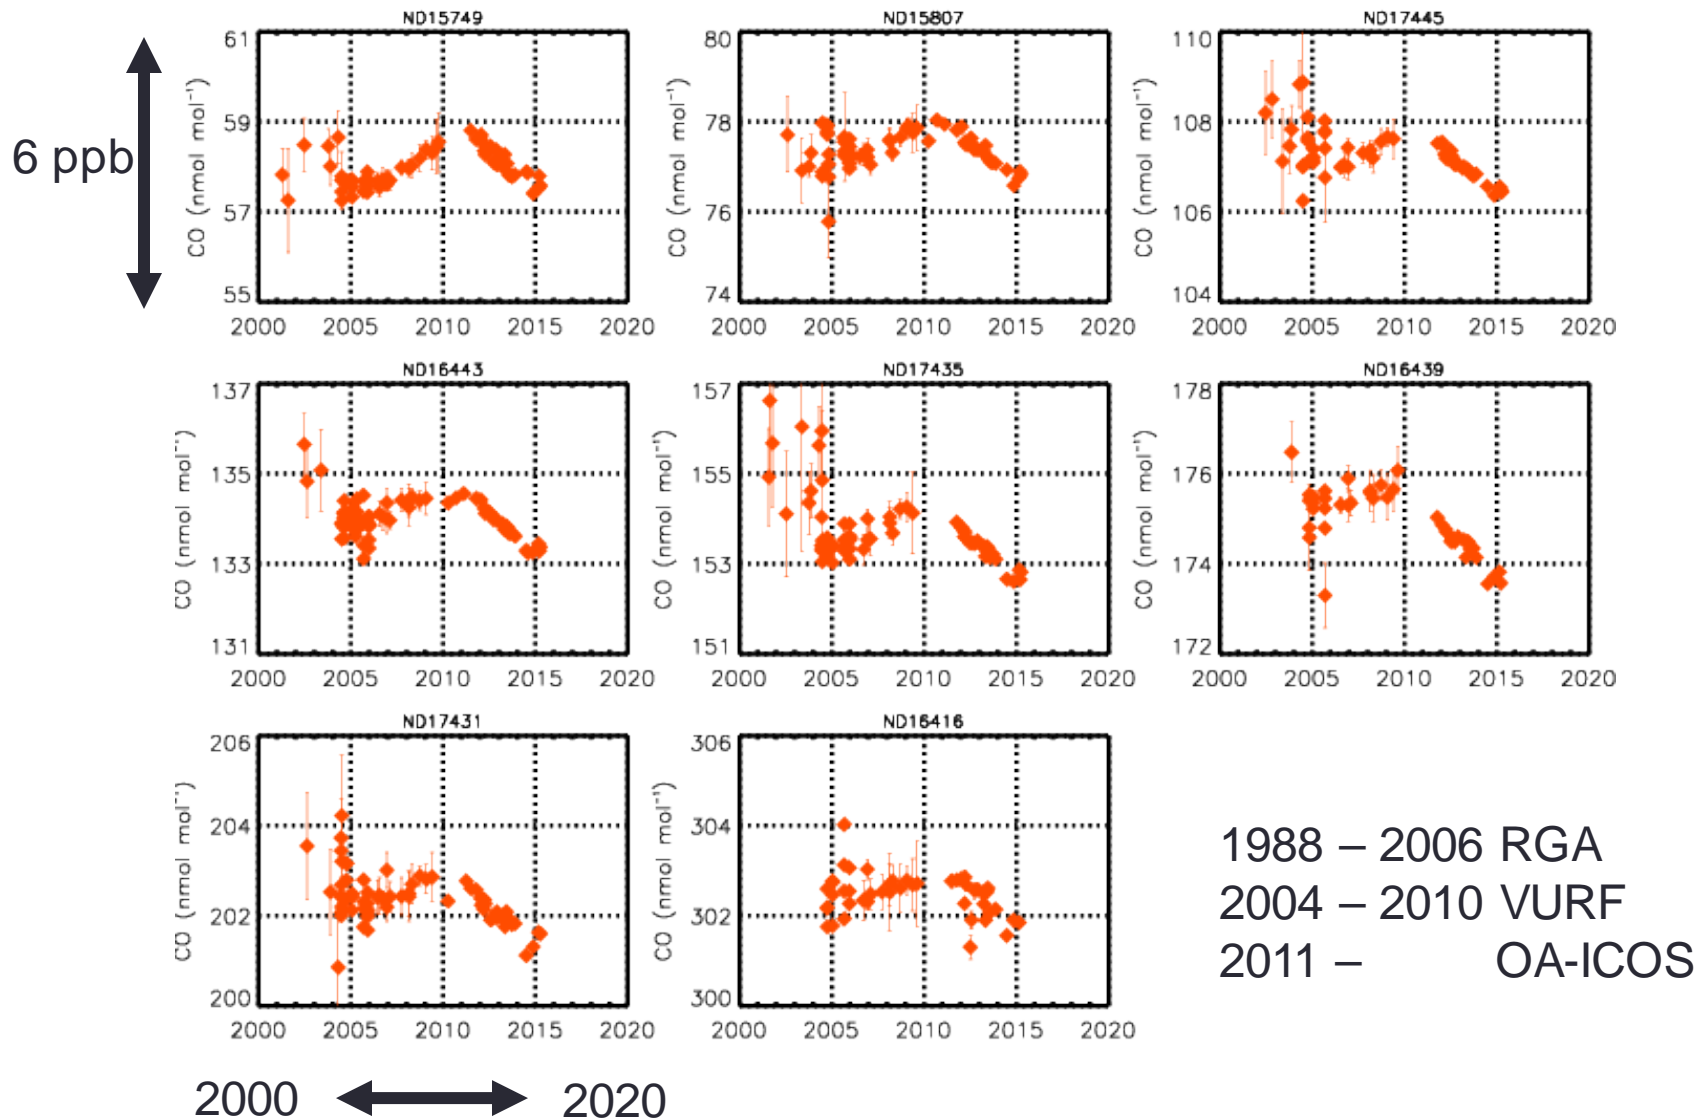 ND15749
61
59
57
55
CO (nmol mol⁻¹)
2000 2005 2010 2015 2020
ND15807
80
78
76
74
CO (nmol mol⁻¹)
2000 2005 2010 2015 2020
ND17445
110
108
106
104
CO (nmol mol⁻¹)
2000 2005 2010 2015 2020
6 ppb
ND16443
137
135
133
131
CO (nmol mol⁻¹)
2000 2005 2010 2015 2020
ND17435
157
155
153
151
CO (nmol mol⁻¹)
2000 2005 2010 2015 2020
ND16439
178
176
174
172
CO (nmol mol⁻¹)
2000 2005 2010 2015 2020
ND17431
206
204
202
200
CO (nmol mol⁻¹)
2000 2005 2010 2015 2020
ND16416
306
304
302
300
CO (nmol mol⁻¹)
2000 2005 2010 2015 2020
1988 – 2006 RGA
2004 – 2010 VURF
2011 – OA-ICOS
2000 2020